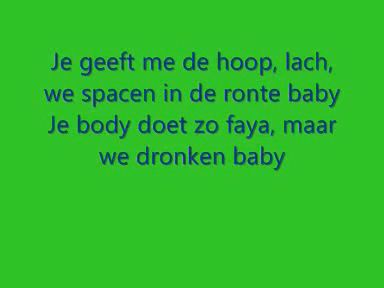 Je geeft me de hoop, lach,
we spacen in de ronte baby
Je body doet zo faya, maar
we dronken baby